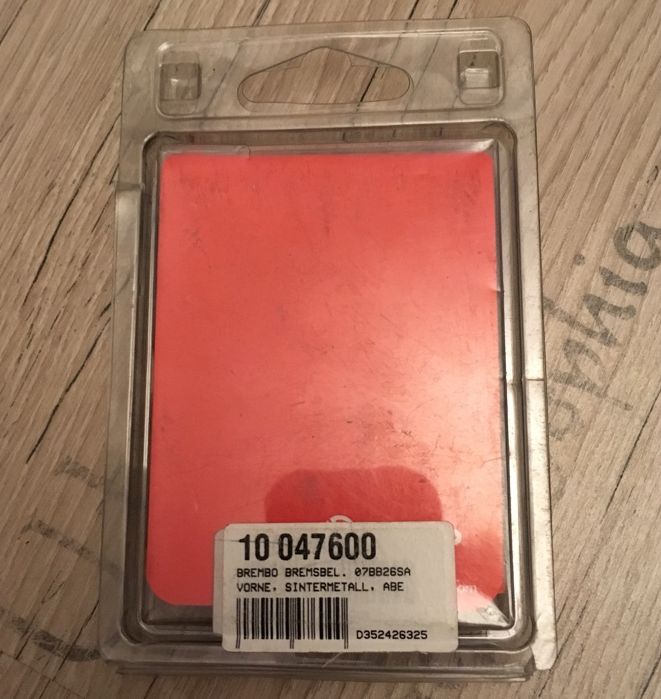 10 047600
BREMBO BREMSBEL. 07BB26SA
VORNE, SINTERMETALL, ABE
D352426325